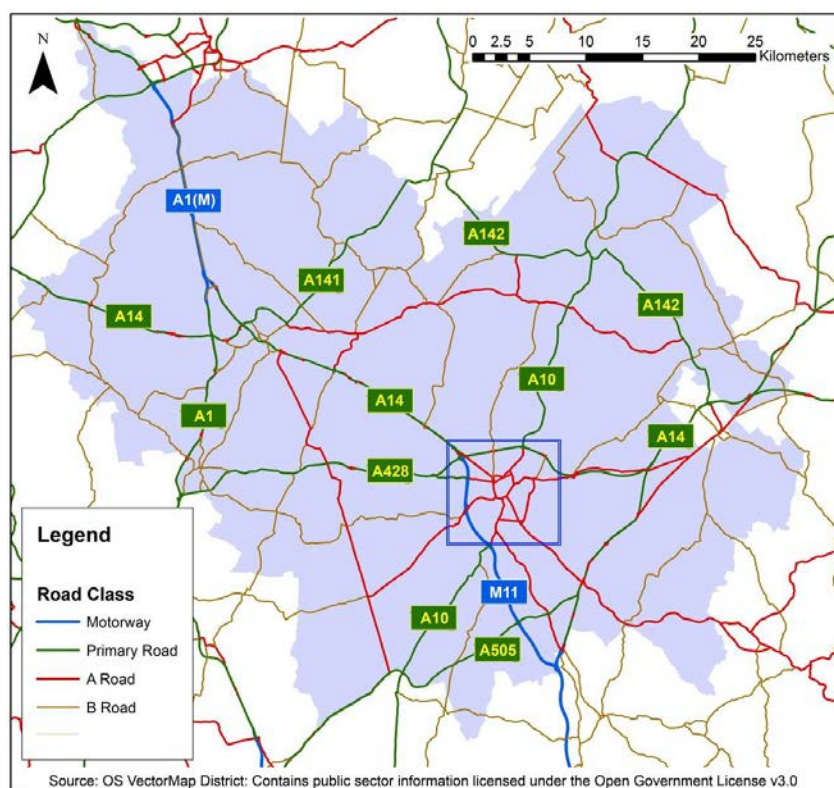 N
0 2.5 5 10 15 20 25
Kilometers
A1(M)
A142
A141
A14
A142
A10
A14
A1
A14
A428
M11
A10
A505
Legend
Road Class
Motorway
Primary Road
A Road
B Road
Source: OS VectorMap District: Contains public sector information licensed under the Open Government License v3.0